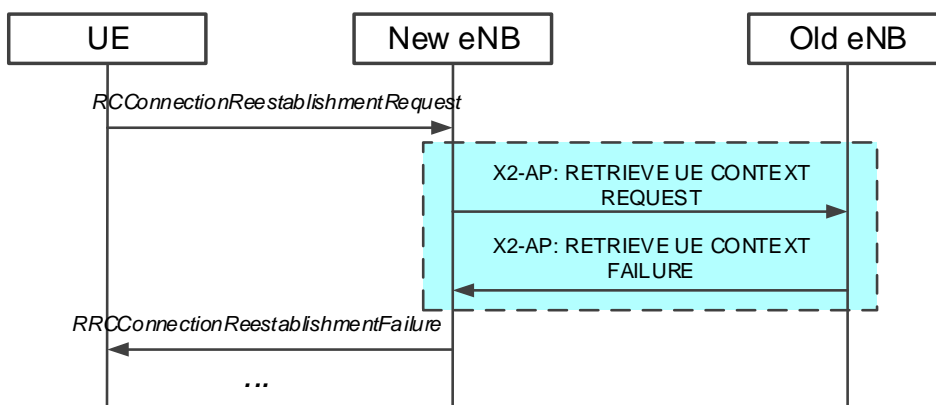 UE
New eNB
Old eNB
RCConnectionReestablishmentRequest
X2-AP: RETRIEVE UE CONTEXT
REQUEST
X2-AP: RETRIEVE UE CONTEXT
FAILURE
RRCConnectionReestablishmentFailure
...